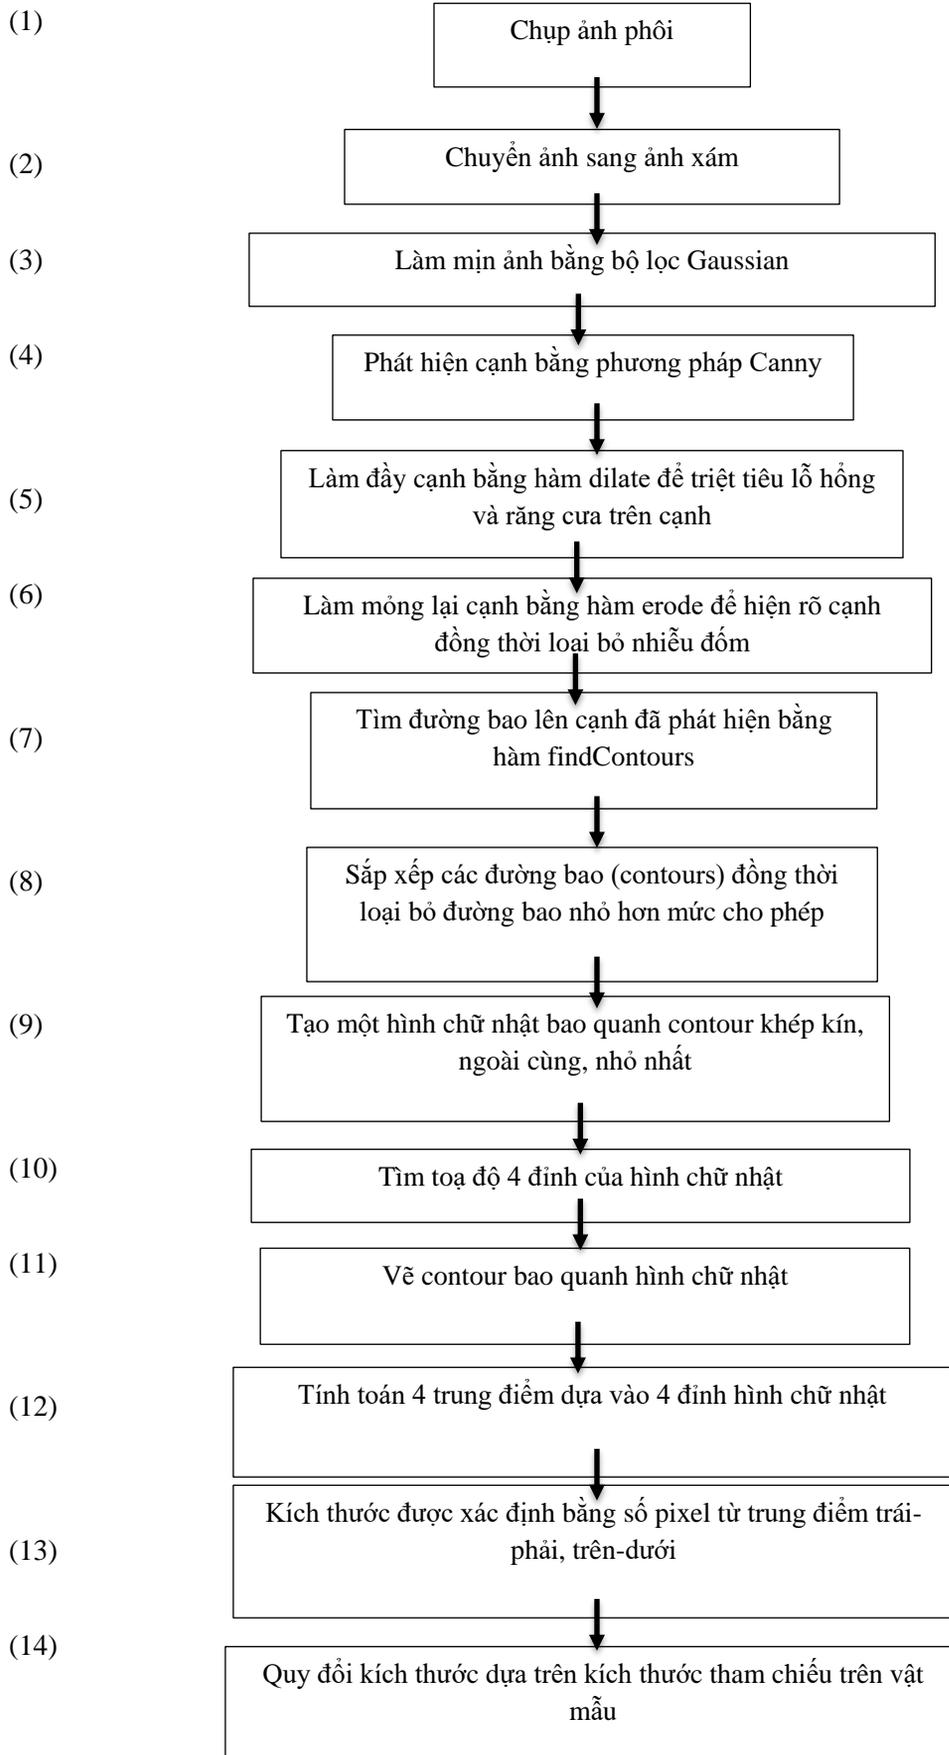 (1)
Chụp ảnh phôi
(2)
Chuyển ảnh sang ảnh xám
(3)
Làm mịn ảnh bằng bộ lọc Gaussian
(4)
Phát hiện cạnh bằng phương pháp Canny
(5)
Làm đầy cạnh bằng hàm dilate để triệt tiêu lỗ hổng
và răng cưa trên cạnh
(6)
Làm mỏng lại cạnh bằng hàm erode để hiện rõ cạnh
đồng thời loại bỏ nhiễu đốm
(7)
Tìm đường bao lên cạnh đã phát hiện bằng
hàm findContours
(8)
Sắp xếp các đường bao (contours) đồng thời
loại bỏ đường bao nhỏ hơn mức cho phép
(9)
Tạo một hình chữ nhật bao quanh contour khép kín,
ngoài cùng, nhỏ nhất
(10)
Tìm toạ độ 4 đỉnh của hình chữ nhật
(11)
Vẽ contour bao quanh hình chữ nhật
(12)
Tính toán 4 trung điểm dựa vào 4 đỉnh hình chữ nhật
(13)
Kích thước được xác định bằng số pixel từ trung điểm trái-
phải, trên-dưới
(14)
Quy đổi kích thước dựa trên kích thước tham chiếu trên vật
mẫu